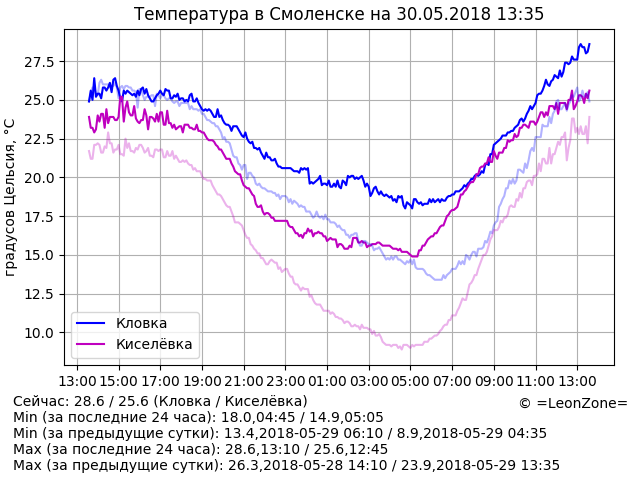 Температура в Смоленске на 30.05.2018 13:35
градусов Цельсия, °C
27.5
25.0
22.5
20.0
17.5
15.0
12.5
10.0
Кловка
Киселёвка
13:00 15:00 17:00 19:00 21:00 23:00 01:00 03:00 05:00 07:00 09:00 11:00 13:00
Сейчас: 28.6 / 25.6 (Кловка / Киселёвка)
© =LeonZone=
Min (за последние 24 часа): 18.0,04:45 / 14.9,05:05
Min (за предыдущие сутки): 13.4,2018-05-29 06:10 / 8.9,2018-05-29 04:35
Max (за последние 24 часа): 28.6,13:10 / 25.6,12:45
Max (за предыдущие сутки): 26.3,2018-05-28 14:10 / 23.9,2018-05-29 13:35